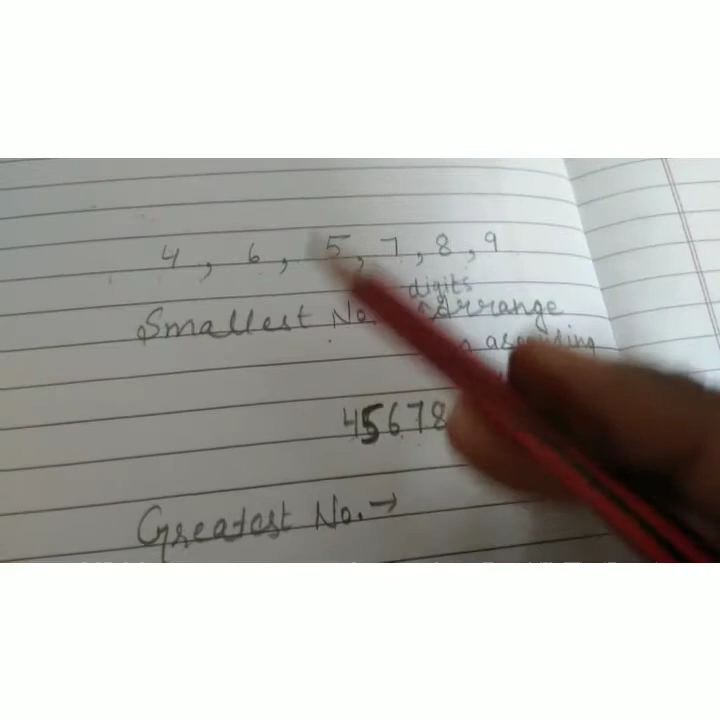 4, 6, 5, 7, 8, 9
digits
Smallest No. Arrange
45678
Greatest No. →